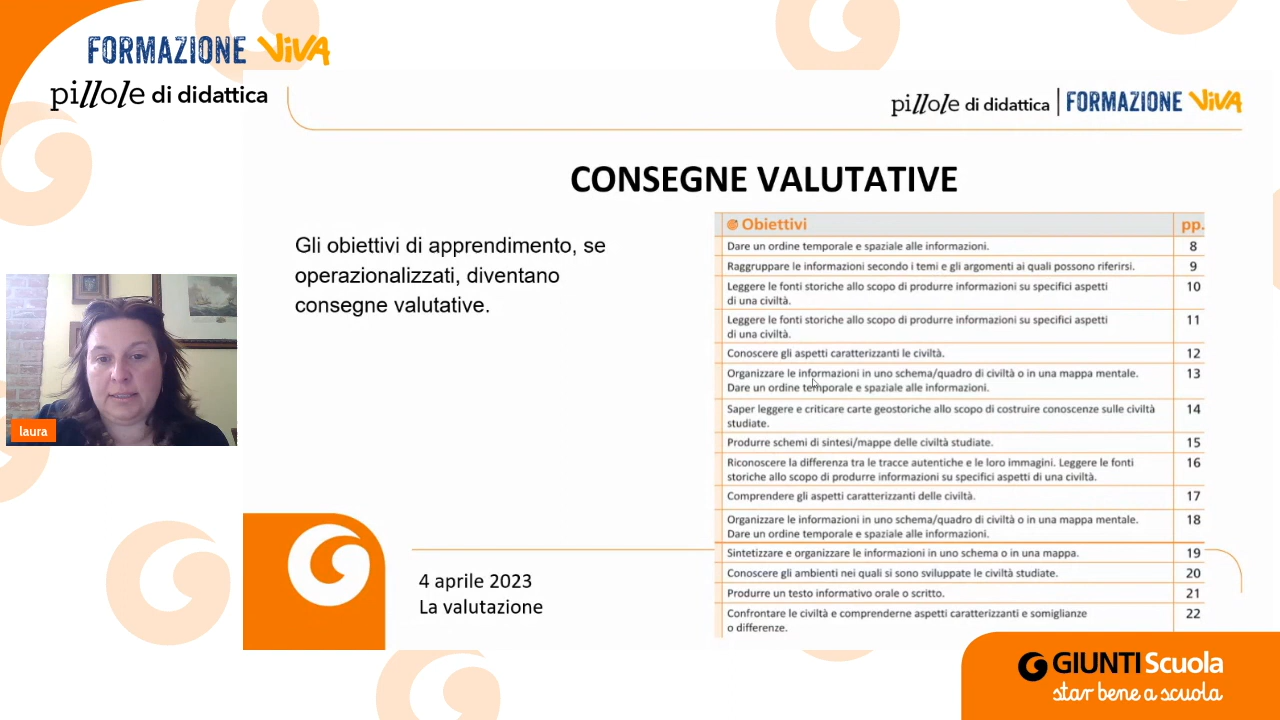 FORMAZIONE VIVA
pillole di didattica
pillole di didattica | FORMAZIONE VIVA
CONSEGNE VALUTATIVE
Gli obiettivi di apprendimento, se
operazionalizzati, diventano
consegne valutative.
Obiettivi pp.
Dare un ordine temporale e spaziale alle informazioni. 8
Raggruppare le informazioni secondo i temi e gli argomenti ai quali possono riferirsi. 9
Leggere le fonti storiche allo scopo di produrre informazioni su specifici aspetti 10
di una civiltà.
Leggere le fonti storiche allo scopo di produrre informazioni su specifici aspetti 11
di una civiltà.
Conoscere gli aspetti caratterizzanti le civiltà. 12
Organizzare le informazioni in uno schema/quadro di civiltà o in una mappa mentale. 13
Dare un ordine temporale e spaziale alle informazioni.
Saper leggere e criticare carte geostoriche allo scopo di costruire conoscenze sulle civiltà 14
studiate.
Produrre schemi di sintesi/mappe delle civiltà studiate. 15
Riconoscere la differenza tra le tracce autentiche e le loro immagini. Leggere le fonti 16
storiche allo scopo di produrre informazioni su specifici aspetti di una civiltà.
Comprendere gli aspetti caratterizzanti delle civiltà. 17
Organizzare le informazioni in uno schema/quadro di civiltà o in una mappa mentale. 18
Dare un ordine temporale e spaziale alle informazioni.
Sintetizzare e organizzare le informazioni in uno schema o in una mappa. 19
Conoscere gli ambienti nei quali si sono sviluppate le civiltà studiate. 20
Produrre un testo informativo orale o scritto. 21
Confrontare le civiltà e comprenderne aspetti caratterizzanti e somiglianze 22
o differenze.
laura
4 aprile 2023
La valutazione
GIUNTI Scuola
star bene a scuola